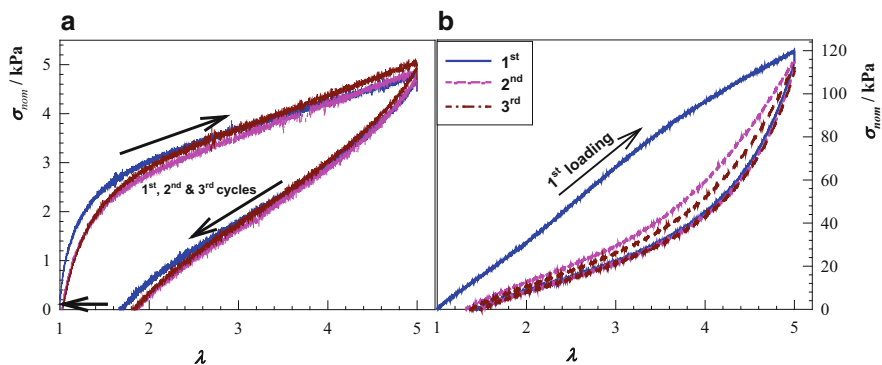 a
σnom / kPa
5
4
3
2
1
0
1st, 2nd & 3rd cycles
1 2 3 4 5
λ
b
1st
2nd
3rd
1st loading
120
100
80
60
40
20
0
σnom / kPa
1 2 3 4 5
λ